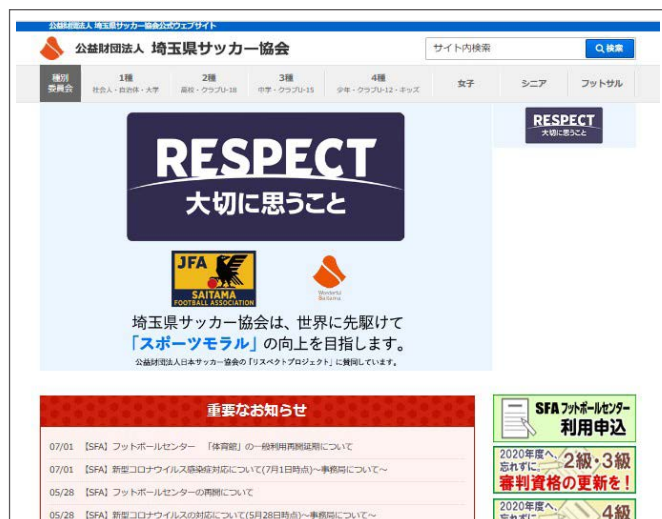 公益財団法人 埼玉県サッカー協会公式ウェブサイト
公益財団法人 埼玉県サッカー協会
サイト内検索
検索
種別
委員会
1種
社会人・自治体・大学
2種
高校・クラブU-18
3種
中学・クラブU-15
4種
少年・クラブU-12・キッズ
女子
シニア
フットサル
RESPECT
大切に思うこと
RESPECT
大切に思うこと
JFA
SAITAMA
FOOTBALL ASSOCIATION
Wonderful
Saitama
埼玉県サッカー協会は、世界に先駆けて
「スポーツモラル」の向上を目指します。
公益財団法人日本サッカー協会の「リスペクトプロジェクト」に賛同しています。
重要なお知らせ
07/01 【SFA】フットボールセンター 「体育館」の一般利用再開延期について
07/01 【SFA】新型コロナウイルス感染症対応について(7月1日時点)~事務局について~
05/28 【SFA】フットボールセンターの再開について
05/28 【SFA】新型コロナウイルスの対応について(5月28日時点)~事務局について~
SFAフットボールセンター
利用申込
2020年度へ、
忘れずに。
2級・3級
審判資格の更新を!
2020年度へ、
忘れずに。
4級